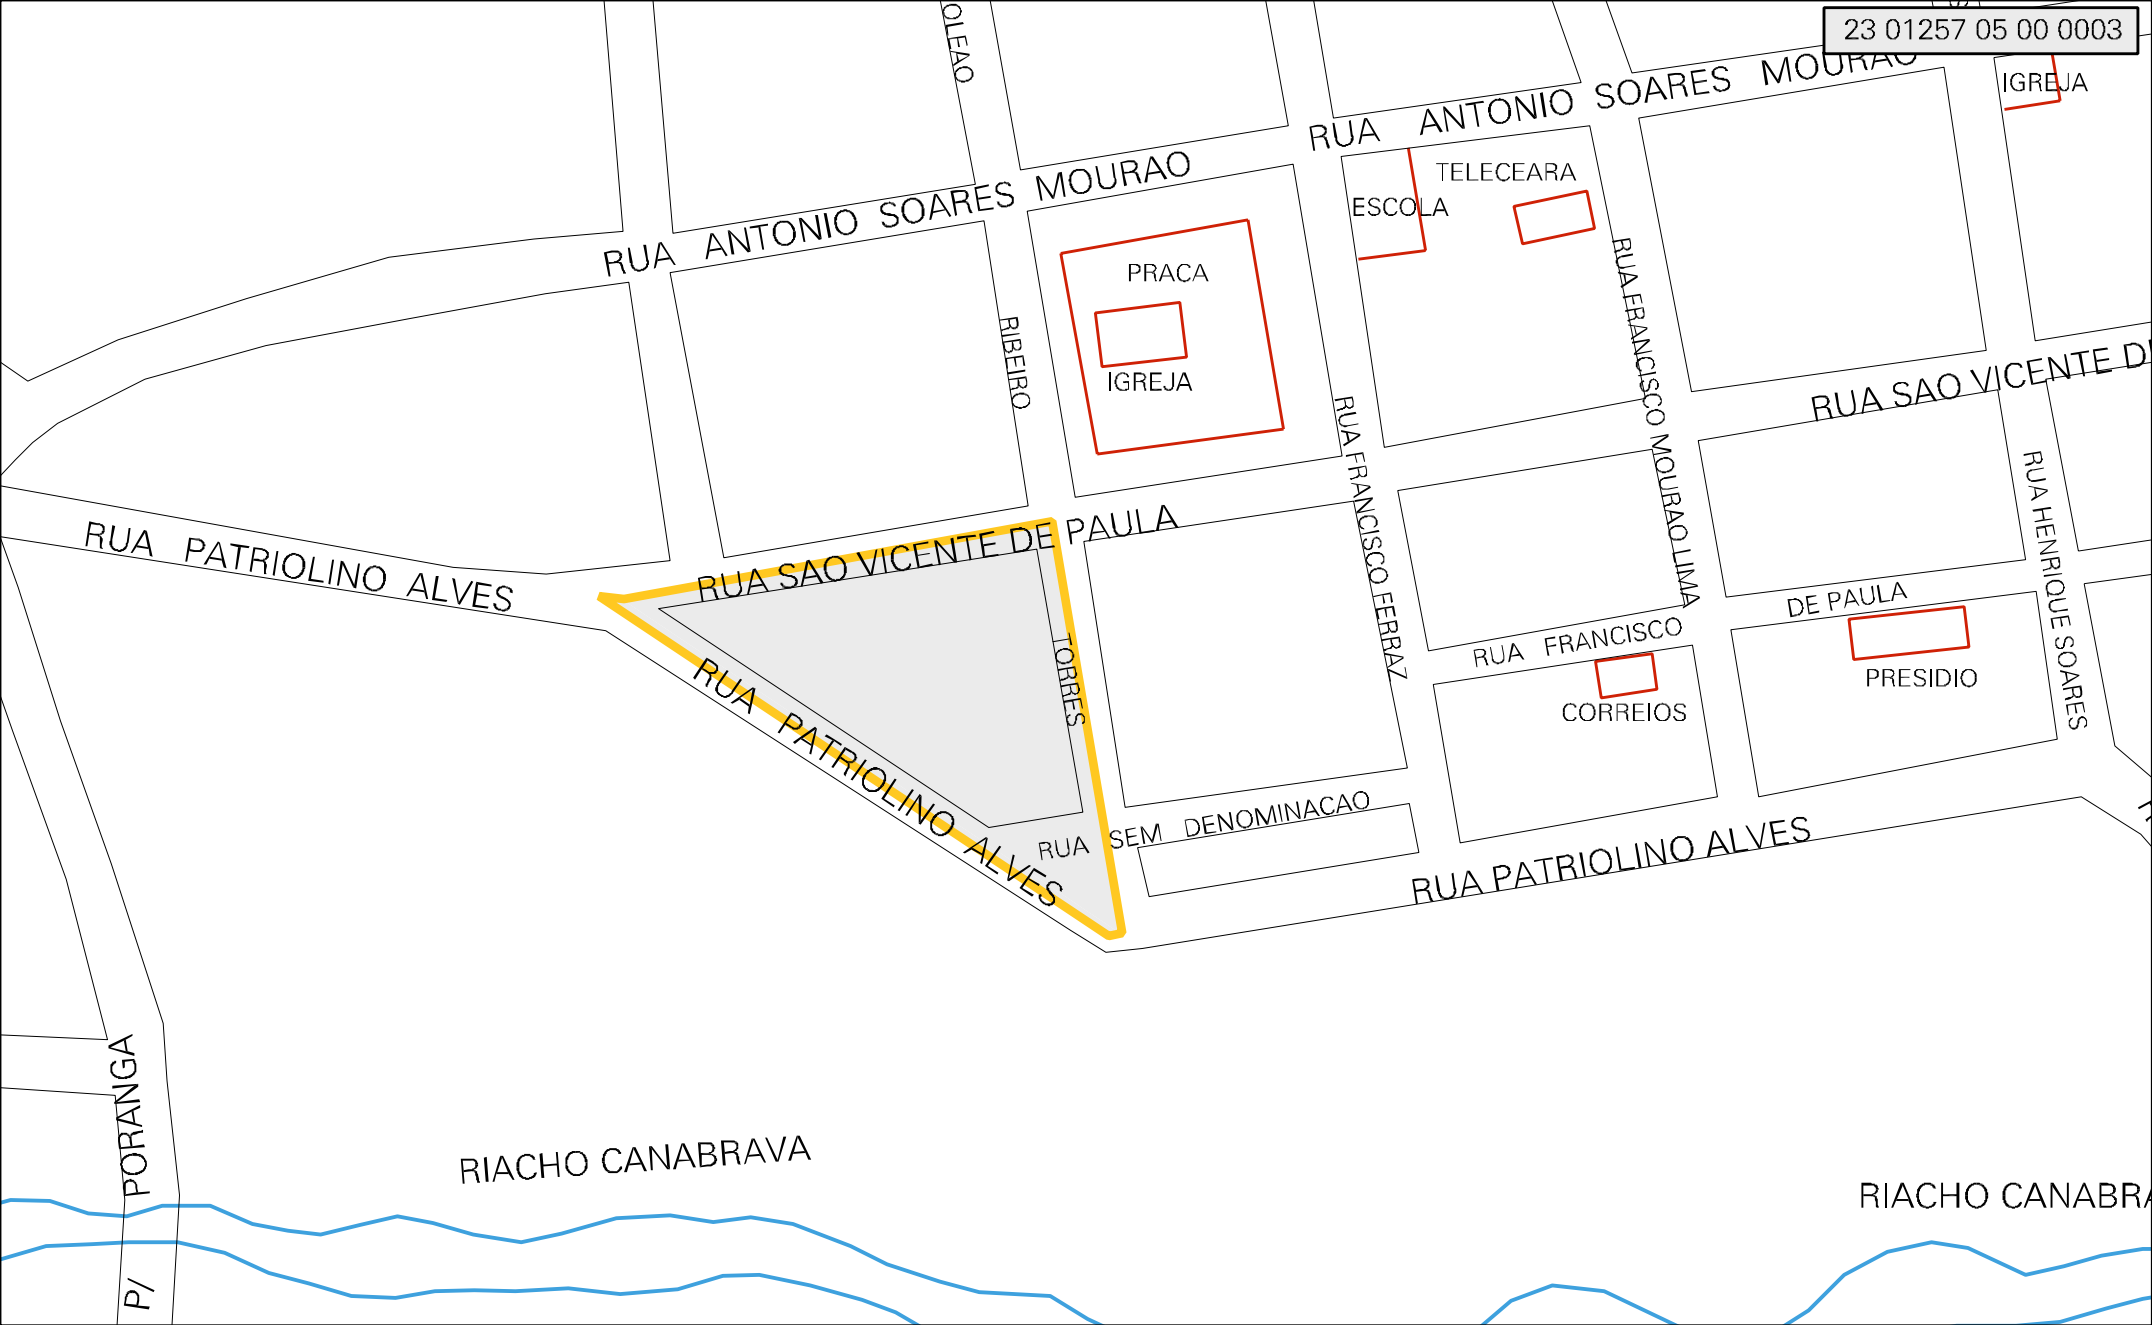 23 01257 05 00 0003
OLEAO
RUA ANTONIO SOARES MOURAO
IGREJA
RUA ANTONIO SOARES MOURAO
TELECEARA
ESCOLA
PRACA
IGREJA
RIBEIRO
RUA FRANCISCO MOURAO LIMA
RUA SAO VICENTE DE
RUA FRANCISCO FERRAZ
RUA HENRIQUE SOARES
RUA PATRIOLINO ALVES
RUA SAO VICENTE DE PAULA
TORRES
RUA FRANCISCO
DE PAULA
PRESIDIO
CORREIOS
RUA PATRIOLINO ALVES
RUA SEM DENOMINACAO
RUA PATRIOLINO ALVES
PORANGA
P/
RIACHO CANABRAVA
RIACHO CANABRA